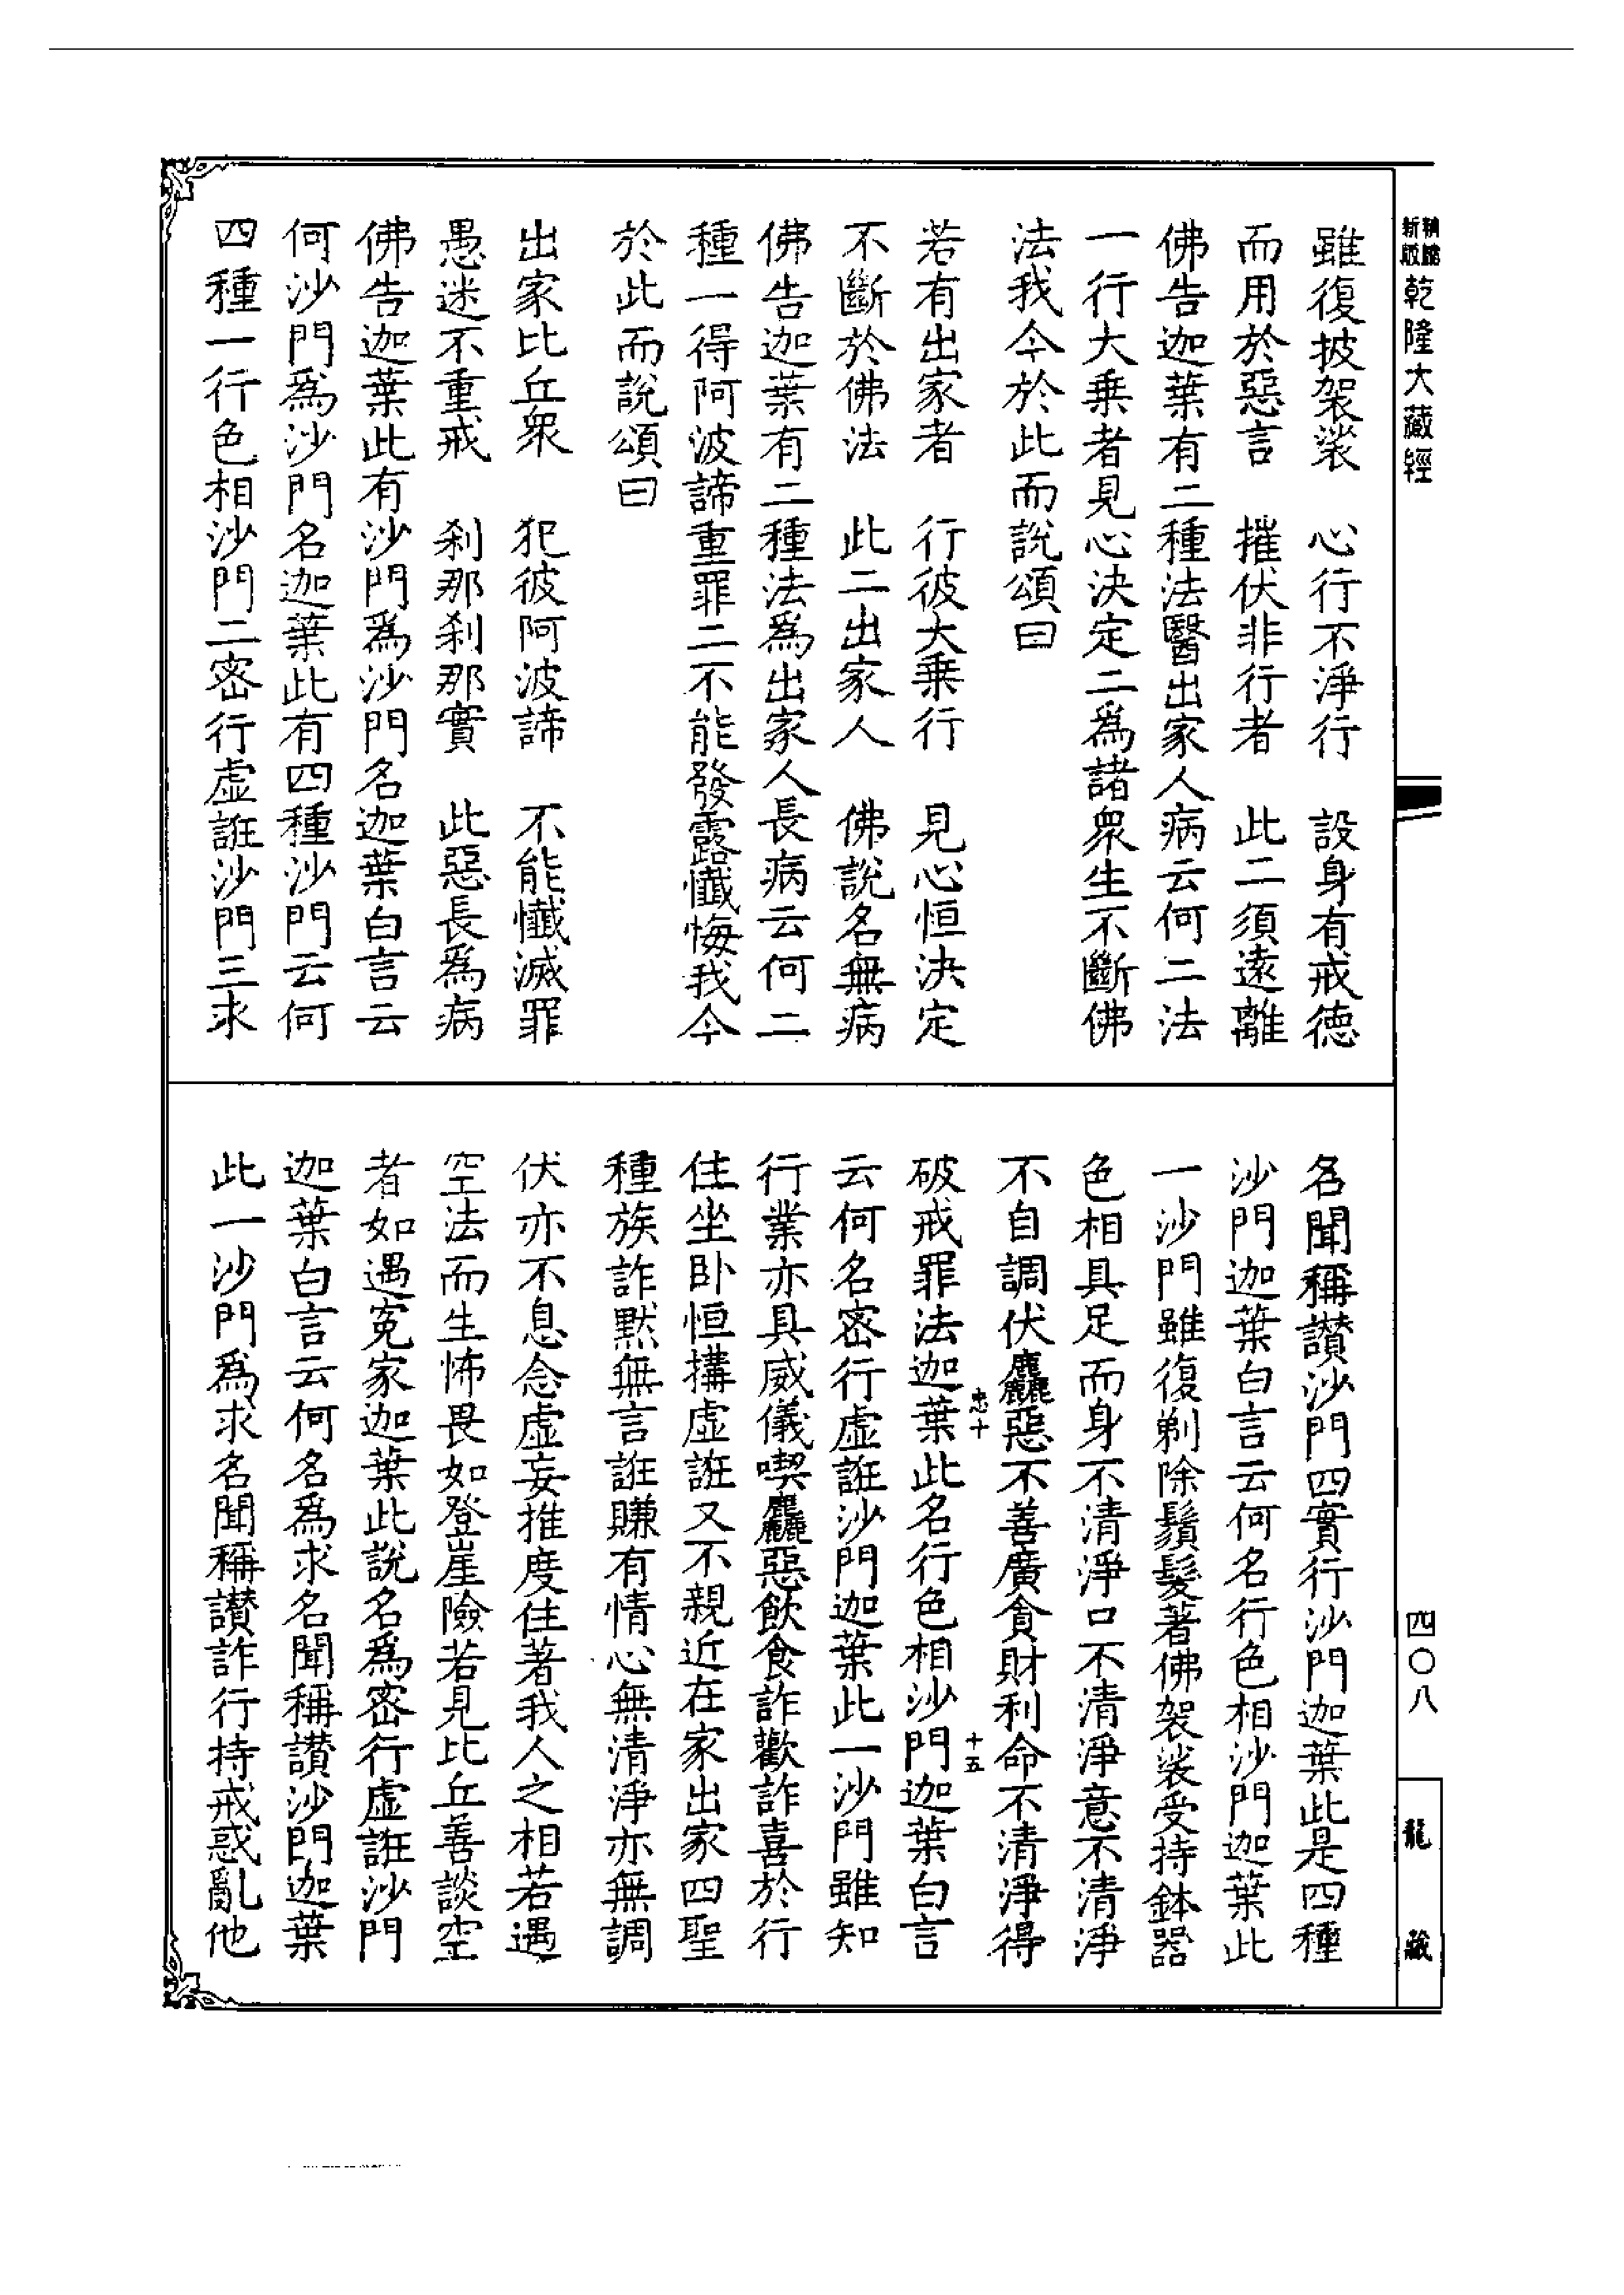 新版精縮乾隆大藏經
雖復披袈裟　心行不淨行　設身有戒德
而用於惡言　摧伏非行者　此二須遠離
佛告迦葉有二種法醫出家人病云何二法
一行大乘者見心決定二為諸眾生不斷佛
法我今於此而說頌曰
若有出家者　行彼大乘行　見心恒決定
不斷於佛法　此二出家人　佛說名無病
佛告迦葉有二種法為出家人長病云何二
種一得阿波諦重罪二不能發露懺悔我今
於此而說頌曰
出家比丘眾　犯彼阿波諦　不能懺滅罪
愚迷不重戒　剎那剎那實　此惡長為病
佛告迦葉此有沙門為沙門名迦葉白言云
何沙門為沙門名迦葉此有四種沙門云何
四種一行色相沙門二密行虛誑沙門三求
名聞稱讚沙門四實行沙門迦葉此是四種
沙門迦葉白言云何名行色相沙門迦葉此
一沙門雖復剃除鬚髮著佛袈裟受持鉢器
色相具足而身不清淨口不清淨意不清淨
不自調伏麤惡不善廣貪財利命不清淨得
忠十
十五
破戒罪法迦葉此名行色相沙門迦葉白言
云何名密行虛誑沙門迦葉此一沙門雖知
行業亦具威儀喫麤惡飲食詐歡詐喜於行
住坐臥恒搆虛誑又不親近在家出家四聖
種族詐默無言誑賺有情心無清淨亦無調
伏亦不息念虛妄推度住著我人之相若遇
空法而生怖畏如登崖險若見比丘善談空
者如遇冤家迦葉此說名為密行虛誑沙門
迦葉白言云何名為求名聞稱讚沙門迦葉
此一沙門為求名聞稱讚詐行持戒惑亂他
四〇八
龍藏